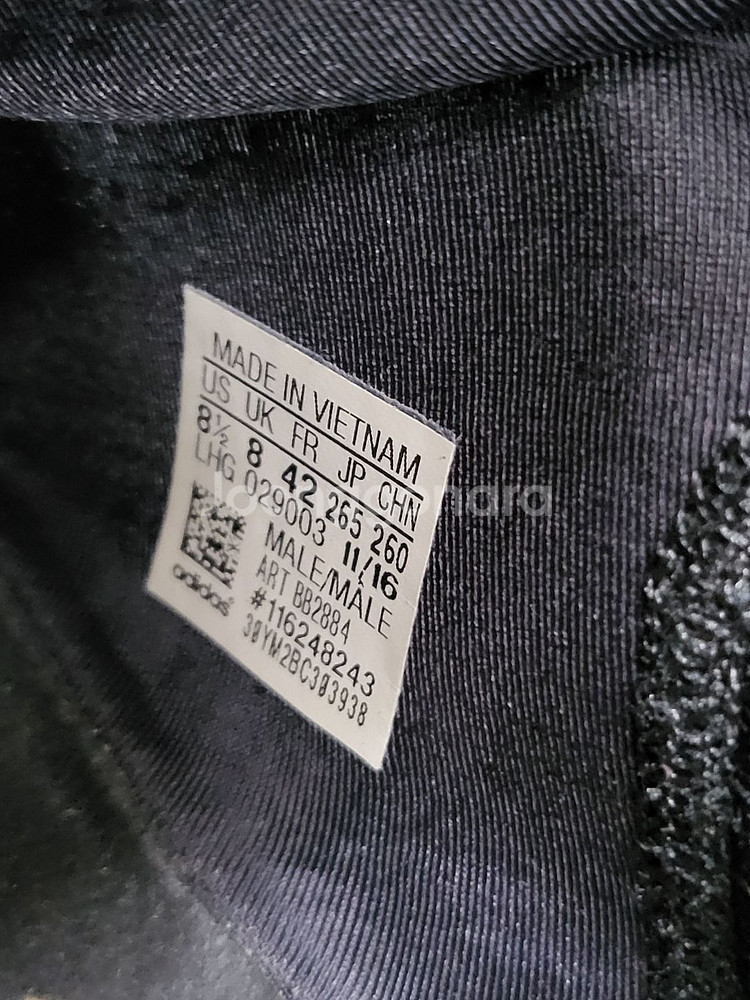 MADE IN VIETNAM
US UK FR JP CHN
8½ 8 42 265 260
LHG 029003 11/16
MALE/MÂLE
ART BB2884
#116248243
30YM2BC303938
adidas